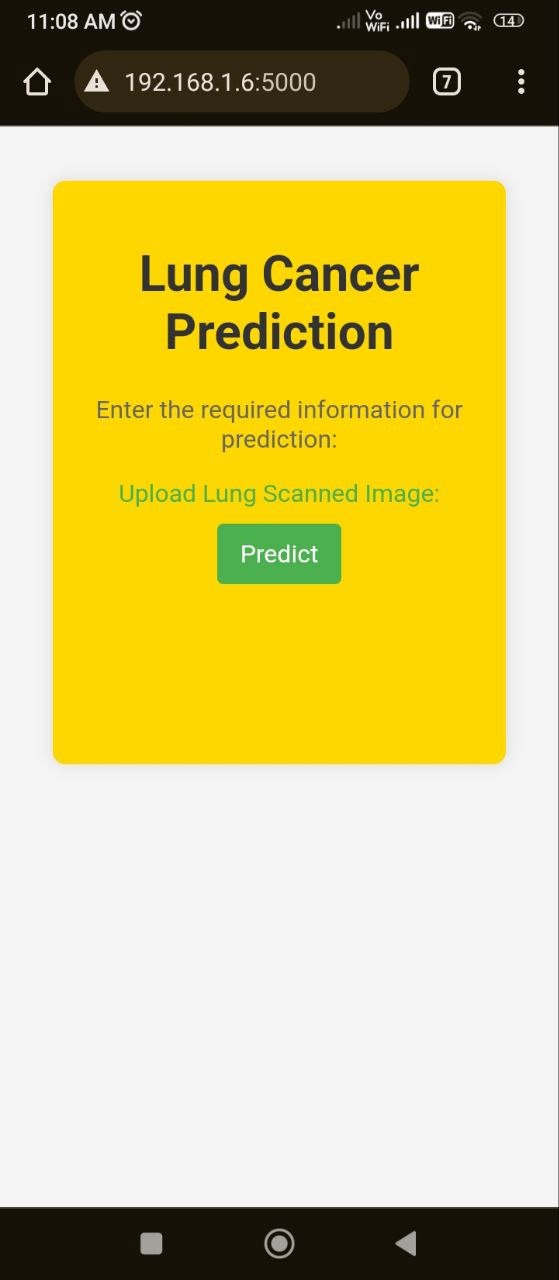 11:08 AM
Vo
WiFi
WiFi
14
192.168.1.6:5000
7
Lung Cancer
Prediction
Enter the required information for
prediction:
Upload Lung Scanned Image:
Predict